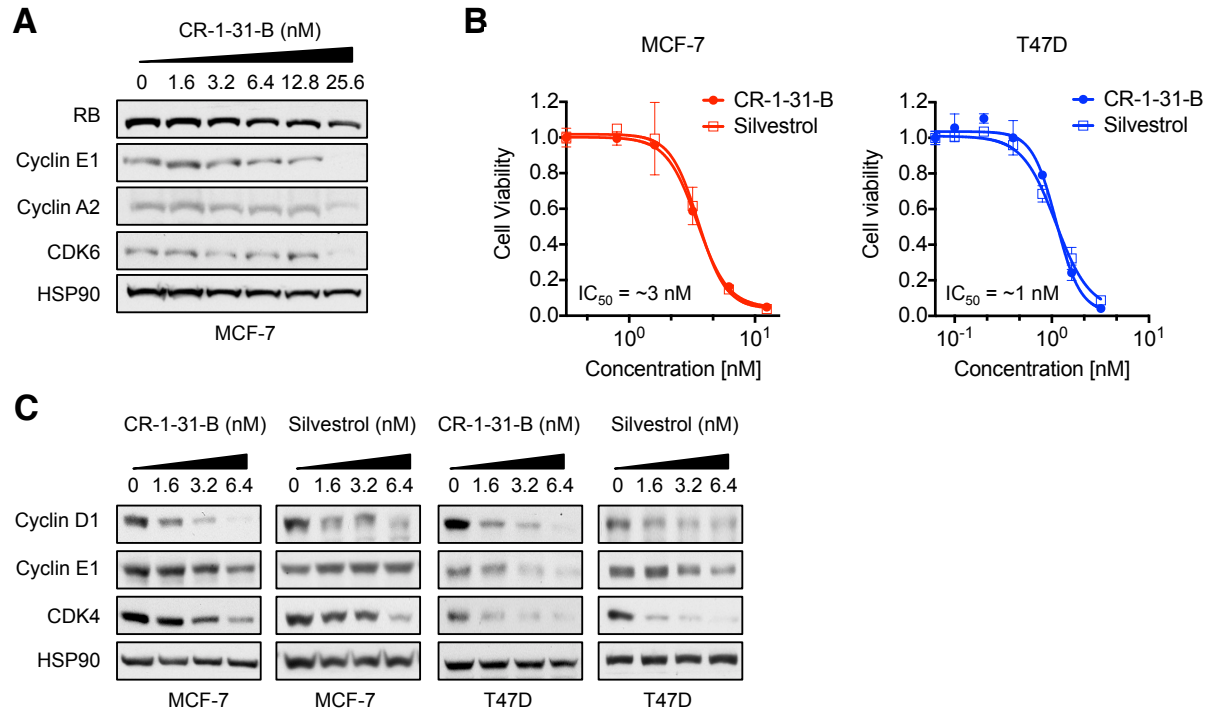 A
CR-1-31-B (nM)
0 1.6 3.2 6.4 12.8 25.6
RB
Cyclin E1
Cyclin A2
CDK6
HSP90
MCF-7
B
MCF-7
CR-1-31-B
Silvestrol
1.2
1.0
0.8
0.6
0.4
0.2
0.0
Cell Viability
IC50 = ~3 nM
10^0 10^1
Concentration [nM]
T47D
CR-1-31-B
Silvestrol
1.2
1.0
0.8
0.6
0.4
0.2
0.0
Cell viability
IC50 = ~1 nM
10^-1 10^0 10^1
Concentration [nM]
C
CR-1-31-B (nM) Silvestrol (nM) CR-1-31-B (nM) Silvestrol (nM)
0 1.6 3.2 6.4 0 1.6 3.2 6.4 0 1.6 3.2 6.4 0 1.6 3.2 6.4
Cyclin D1
Cyclin E1
CDK4
HSP90
MCF-7 MCF-7 T47D T47D